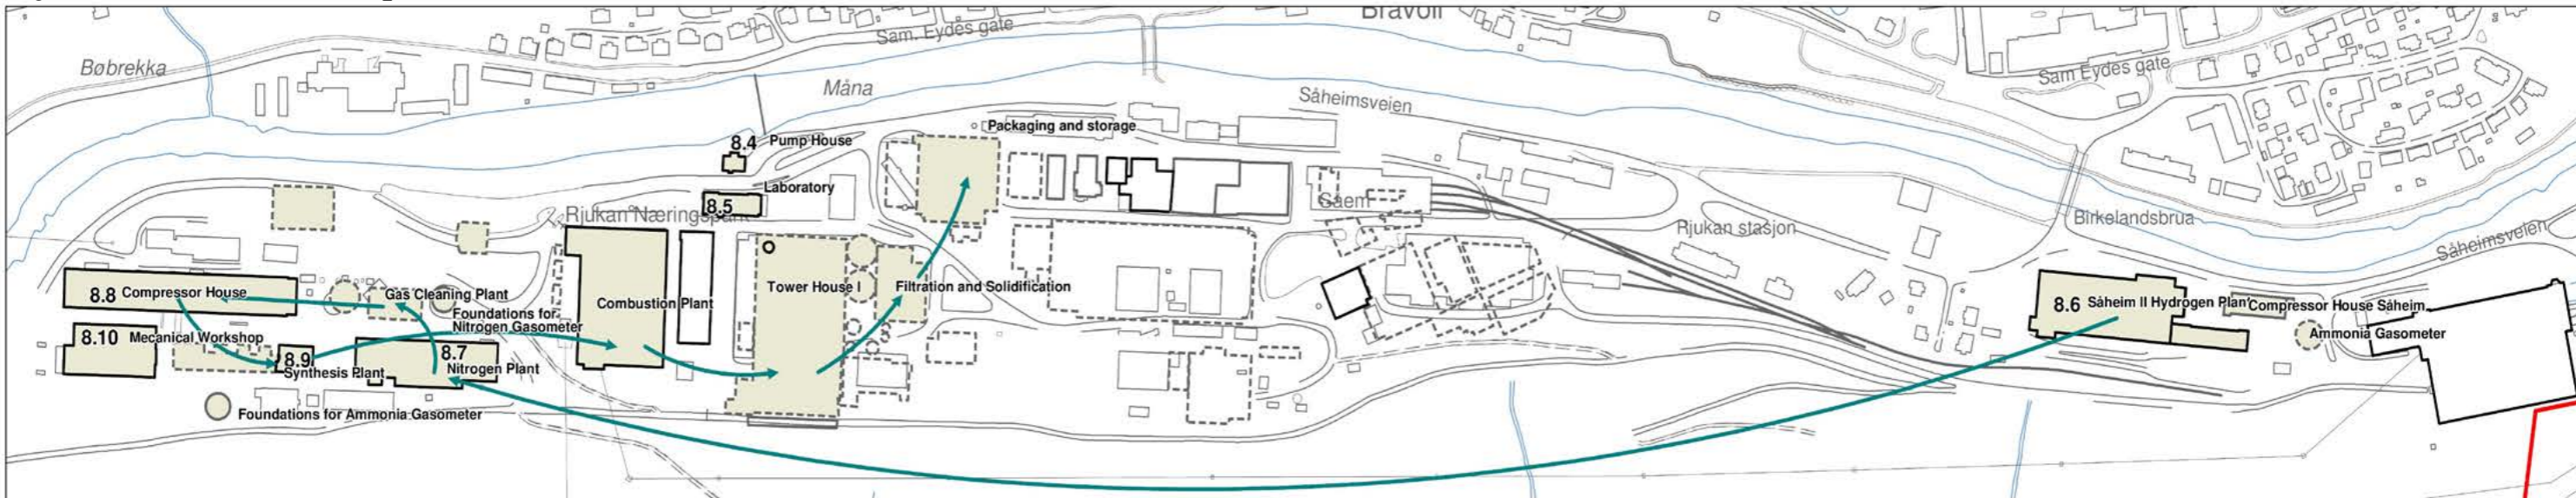 Bravoll
Sam. Eydes gate
Bøbrekka
Sam Eydes gate
Måna
Såheimsveien
Packaging and storage
8.4 Pump House
Laboratory
8.5
Rjukan Næringspark
Såem
Rjukan stasjon
Birkelandsbrua
Såheimsveien
8.8 Compressor House
Gas Cleaning Plant
Tower House I
Filtration and Solidification
Combustion Plant
8.6 Såheim II Hydrogen Plant
Compressor House Såheim
Foundations for
Nitrogen Gasometer
Ammonia Gasometer
8.10 Mecanical Workshop
8.9
Synthesis Plant
8.7
Nitrogen Plant
Foundations for Ammonia Gasometer